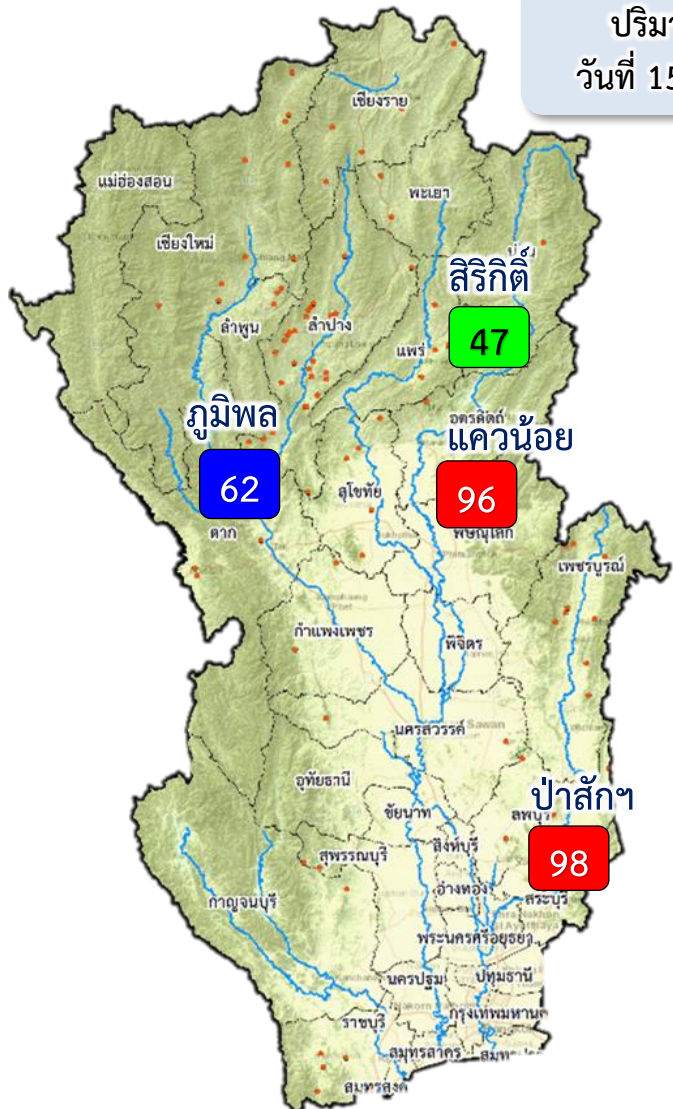 วันที่ 15
เชียงราย
แม่ฮ่องสอน
พะเยา
เชียงใหม่
สิริกิติ์
47
ลำพูน
ลำปาง
แพร่
ภูมิพล
62
อุตรดิตถ์
แควน้อย
96
สุโขทัย
ตาก
พิษณุโลก
เพชรบูรณ์
กำแพงเพชร
พิจิตร
นครสวรรค์
อุทัยธานี
ป่าสักฯ
98
ลพบุรี
ชัยนาท
สิงห์บุรี
สุพรรณบุรี
อ่างทอง
สระบุรี
กาญจนบุรี
พระนครศรีอยุธยา
นครปฐม
ปทุมธานี
กรุงเทพมหานค
ราชบุรี
สมุทรสาคร
สมุทรสงค